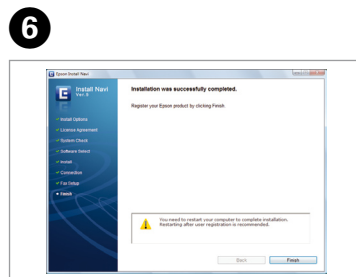 6
Epson Install Navi
Install Navi
Ver.8
Installation was successfully completed.
Register your Epson product by clicking Finish.
Install Options
License Agreement
System Check
Software Select
Install
Connection
Fax Setup
Finish
You need to restart your computer to complete installation.
Restarting after user registration is recommended.
Back
Finish